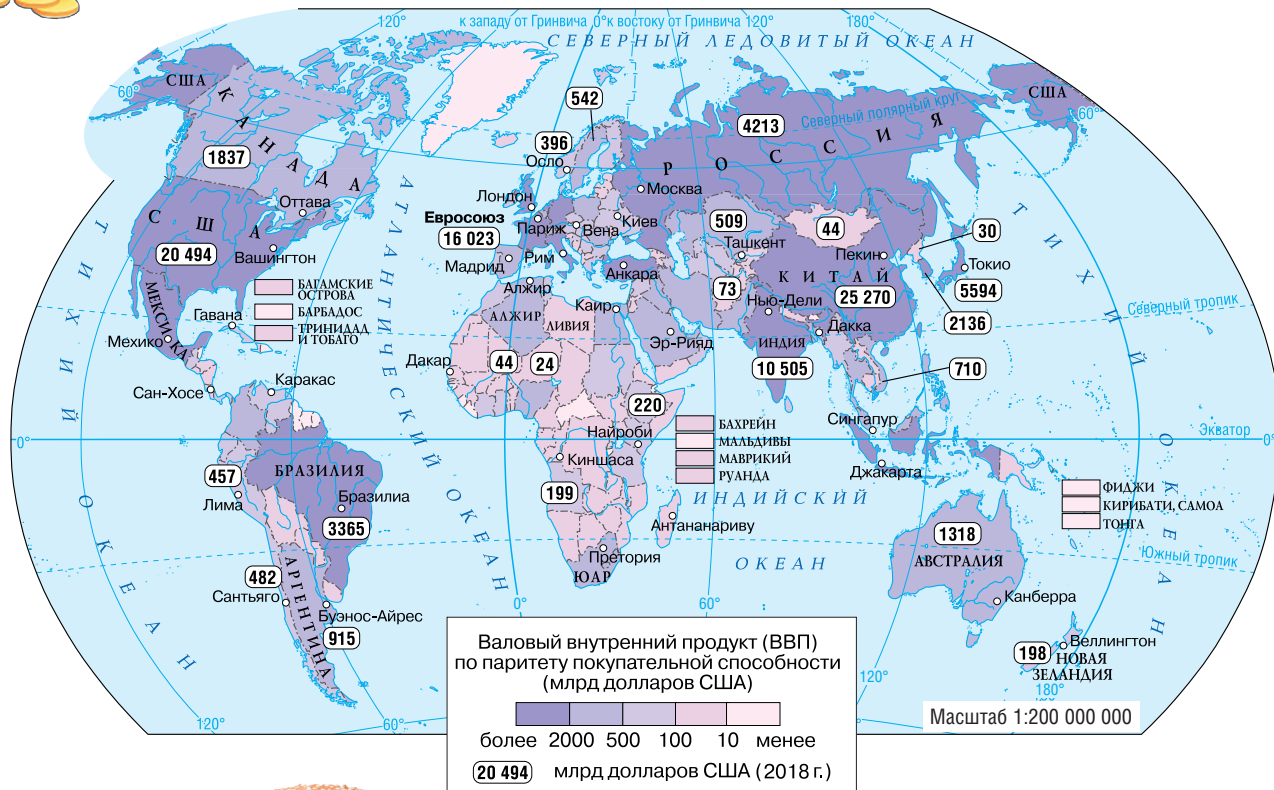 120°
к западу от Гринвича 0° к востоку от Гринвича
120°
180°
СЕВЕРНЫЙ ЛЕДОВИТЫЙ ОКЕАН
США
США
60°
60°
Северный полярный круг
КАНАДА
1837
542
396
4213
РОССИЯ
Осло
Москва
Оттава
Лондон
Евросоюз
16 023
Париж
Вена
Киев
509
44
30
США
20 494
Вашингтон
Мадрид
Рим
Анкара
Ташкент
Пекин
Токио
5594
КИТАЙ
25 270
2136
73
Нью-Дели
Алжир
Каир
БАГАМСКИЕ
ОСТРОВА
БАРБАДОС
ТРИНИДАД
И ТОБАГО
МЕКСИКА
Гавана
Мехико
АЛЖИР
ЛИВИЯ
Эр-Рияд
ИНДИЯ
Дакка
10 505
710
Северный тропик
Дакар
44
24
Сан-Хосе
Каракас
220
Найроби
Киншаса
БАХРЕЙН
МАЛЬДИВЫ
МАВРИКИЙ
РУАНДА
Сингапур
Джакарта
0°
Экватор
0°
БРАЗИЛИЯ
457
Лима
Бразилиа
3365
199
Антананариву
Претория
ЮАР
ФИДЖИ
КИРИБАТИ, САМОА
ТОНГА
1318
АВСТРАЛИЯ
Канберра
Южный тропик
ТИХИЙ ОКЕАН
АТЛАНТИЧЕСКИЙ ОКЕАН
ИНДИЙСКИЙ
ОКЕАН
ТИХИЙ ОКЕАН
482
Сантьяго
АРГЕНТИНА
Буэнос-Айрес
915
198
Веллингтон
НОВАЯ
ЗЕЛАНДИЯ
0°
60°
120°
180°
120°
60°
Масштаб 1:200 000 000
Валовый внутренний продукт (ВВП)
по паритету покупательной способности
(млрд долларов США)
более 2000 500 100 10 менее
20 494 млрд долларов США (2018 г.)